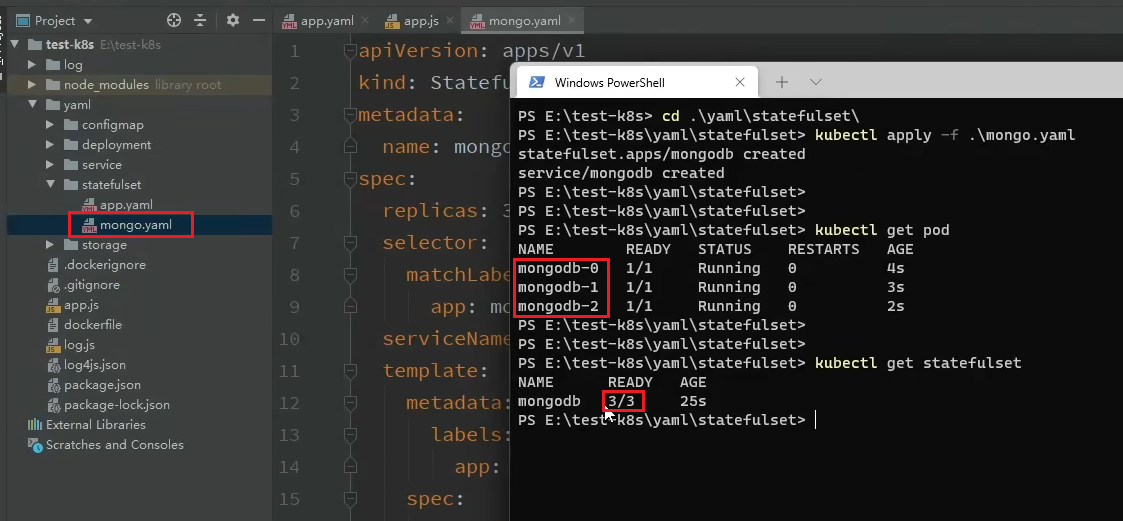 Project
app.yaml
app.js
mongo.yaml
test-k8s E:\test-k8s
log
node_modules library root
yaml
configmap
deployment
service
statefulset
app.yaml
mongo.yaml
storage
.dockerignore
.gitignore
app.js
dockerfile
log.js
log4js.json
package.json
package-lock.json
External Libraries
Scratches and Consoles
1 apiVersion: apps/v1
2 kind: Statefu
3 metadata:
4 name: mongo
5 spec:
6 replicas: 3
7 selector:
8 matchLabe
9 app: mo
10 serviceName
11 template:
12 metadata:
13 labels:
14 app:
15 spec:
Windows PowerShell
PS E:\test-k8s> cd .\yaml\statefulset\
PS E:\test-k8s\yaml\statefulset> kubectl apply -f .\mongo.yaml
statefulset.apps/mongodb created
service/mongodb created
PS E:\test-k8s\yaml\statefulset>
PS E:\test-k8s\yaml\statefulset>
PS E:\test-k8s\yaml\statefulset> kubectl get pod
NAME READY STATUS RESTARTS AGE
mongodb-0 1/1 Running 0 4s
mongodb-1 1/1 Running 0 3s
mongodb-2 1/1 Running 0 2s
PS E:\test-k8s\yaml\statefulset>
PS E:\test-k8s\yaml\statefulset>
PS E:\test-k8s\yaml\statefulset> kubectl get statefulset
NAME READY AGE
mongodb 3/3 25s
PS E:\test-k8s\yaml\statefulset>